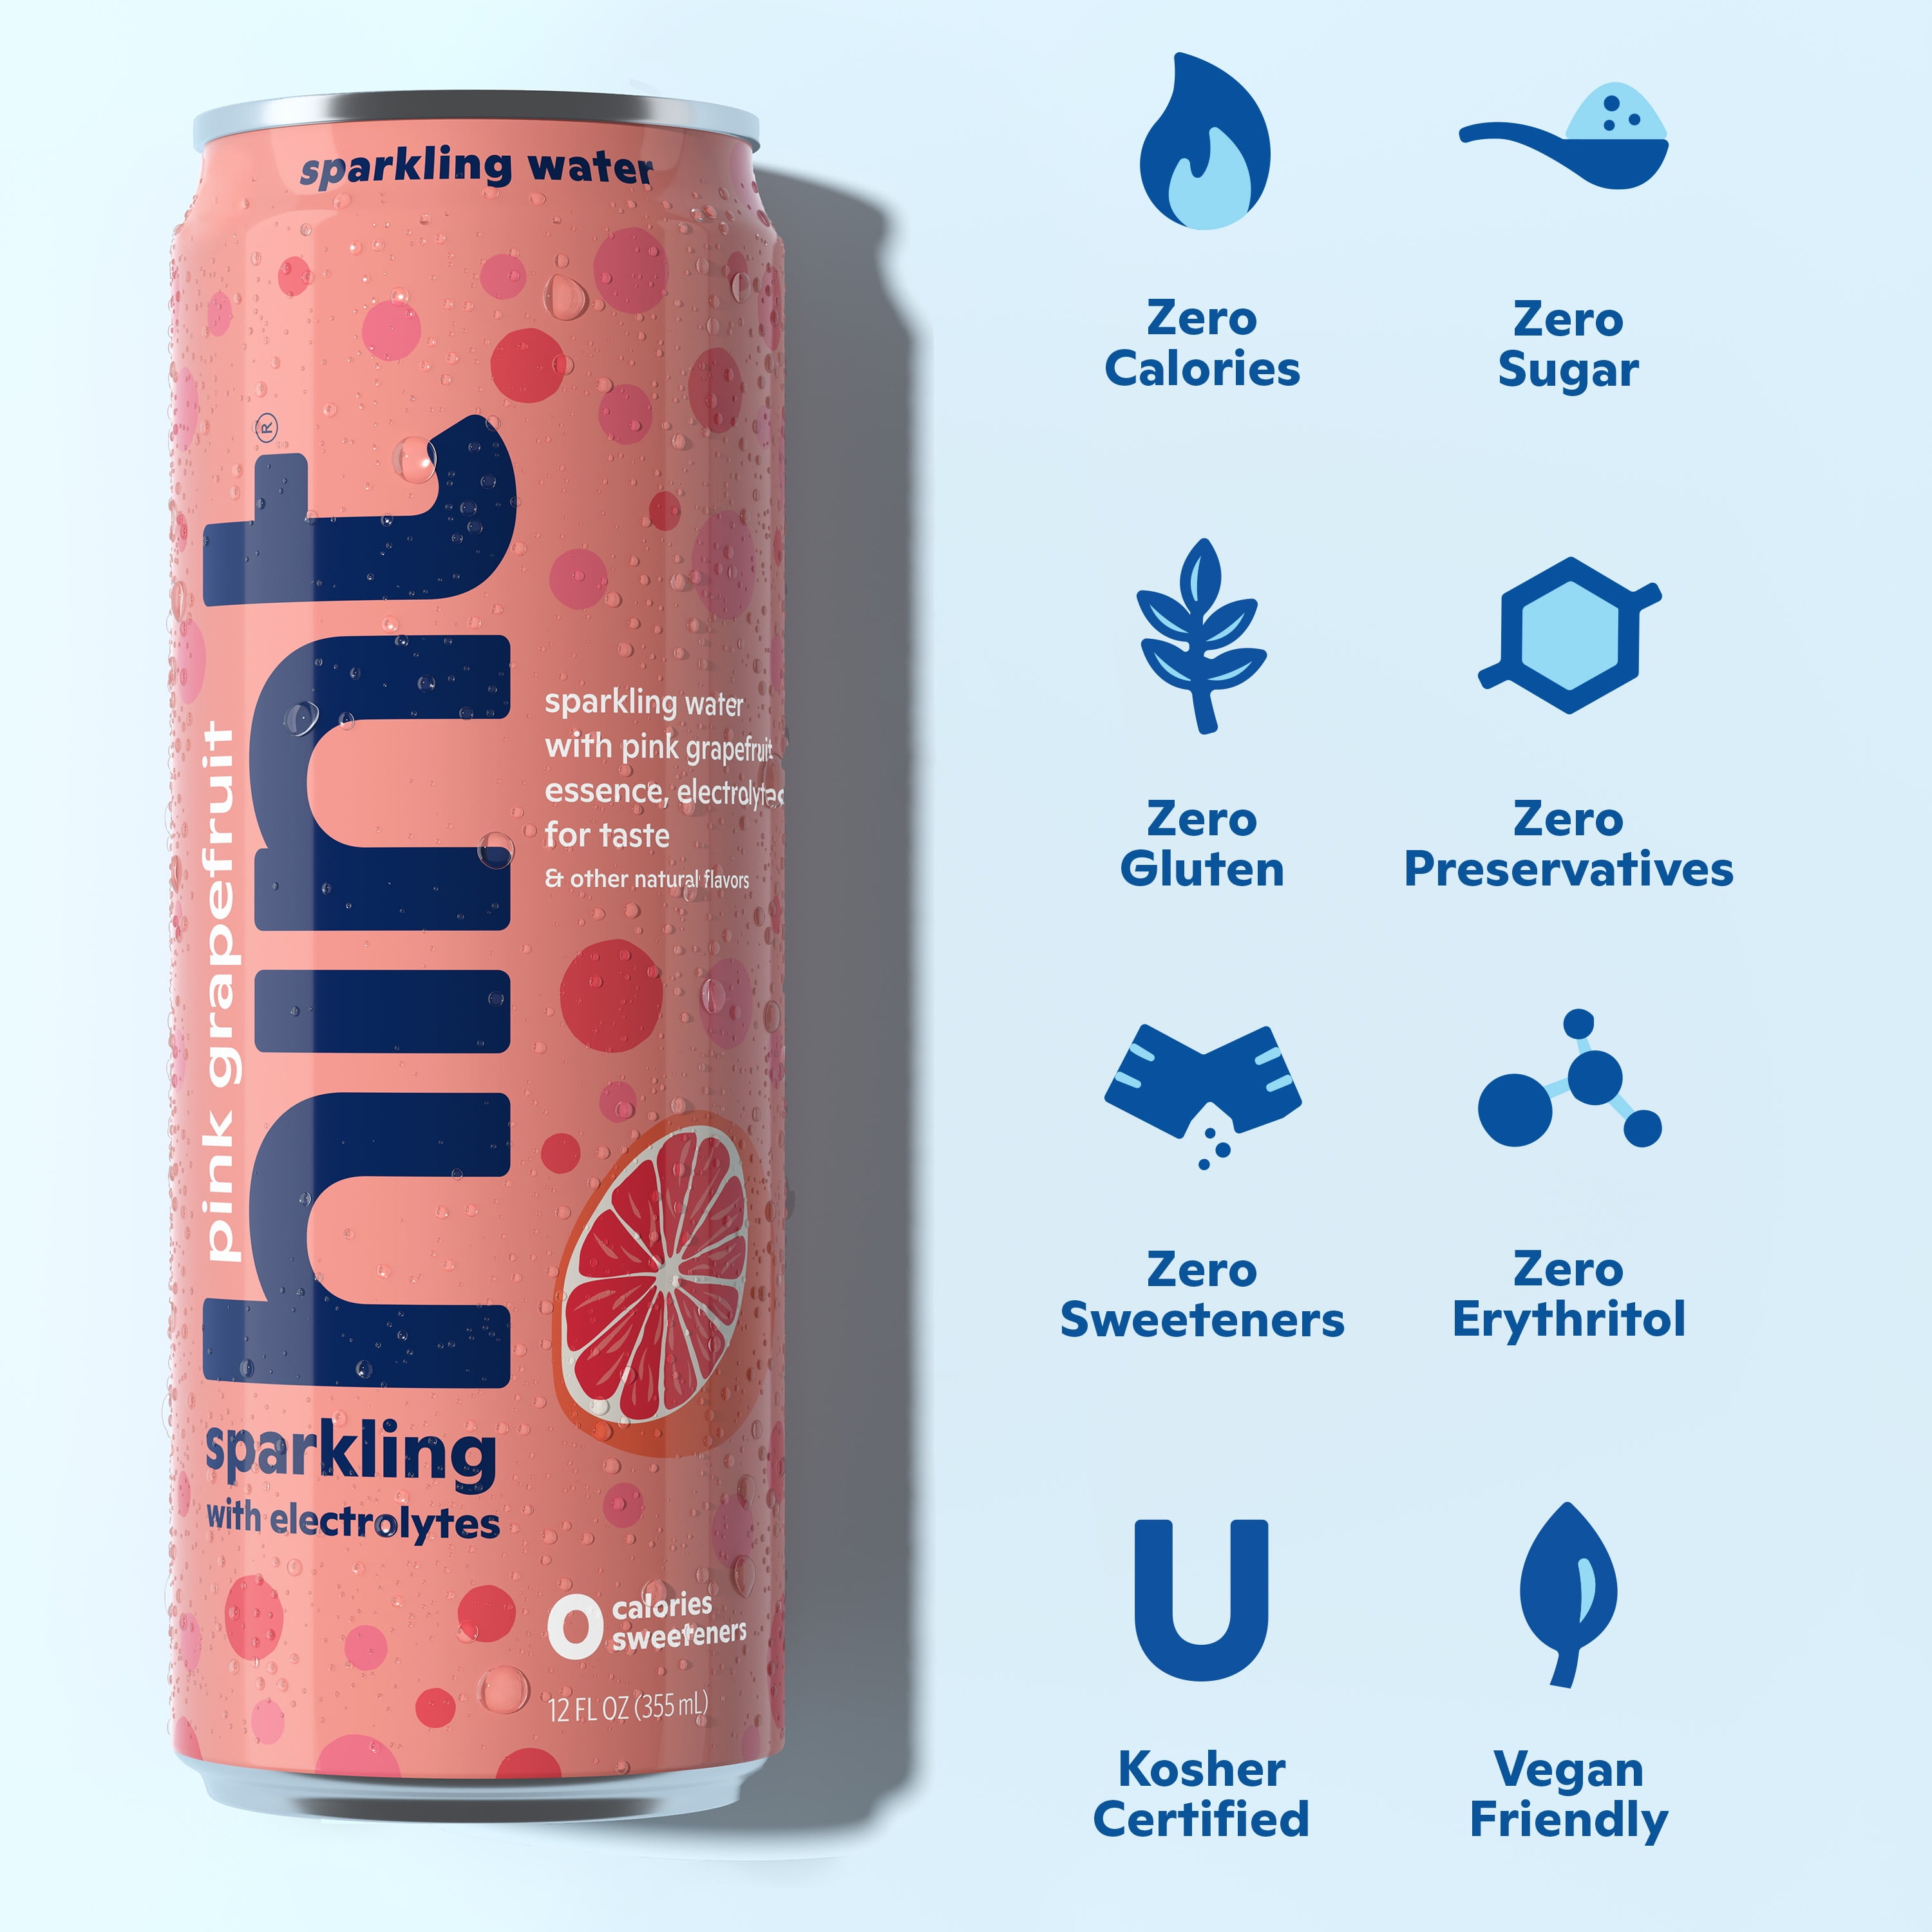 sparkling water
hint®
pink grapefruit
sparkling water
with pink grapefruit
essence, electrolytes
for taste
& other natural flavors
sparkling
with electrolytes
0 calories
sweeteners
12 FL OZ (355 mL)
Zero
Calories
Zero
Sugar
Zero
Gluten
Zero
Preservatives
Zero
Sweeteners
Zero
Erythritol
U
Kosher
Certified
Vegan
Friendly